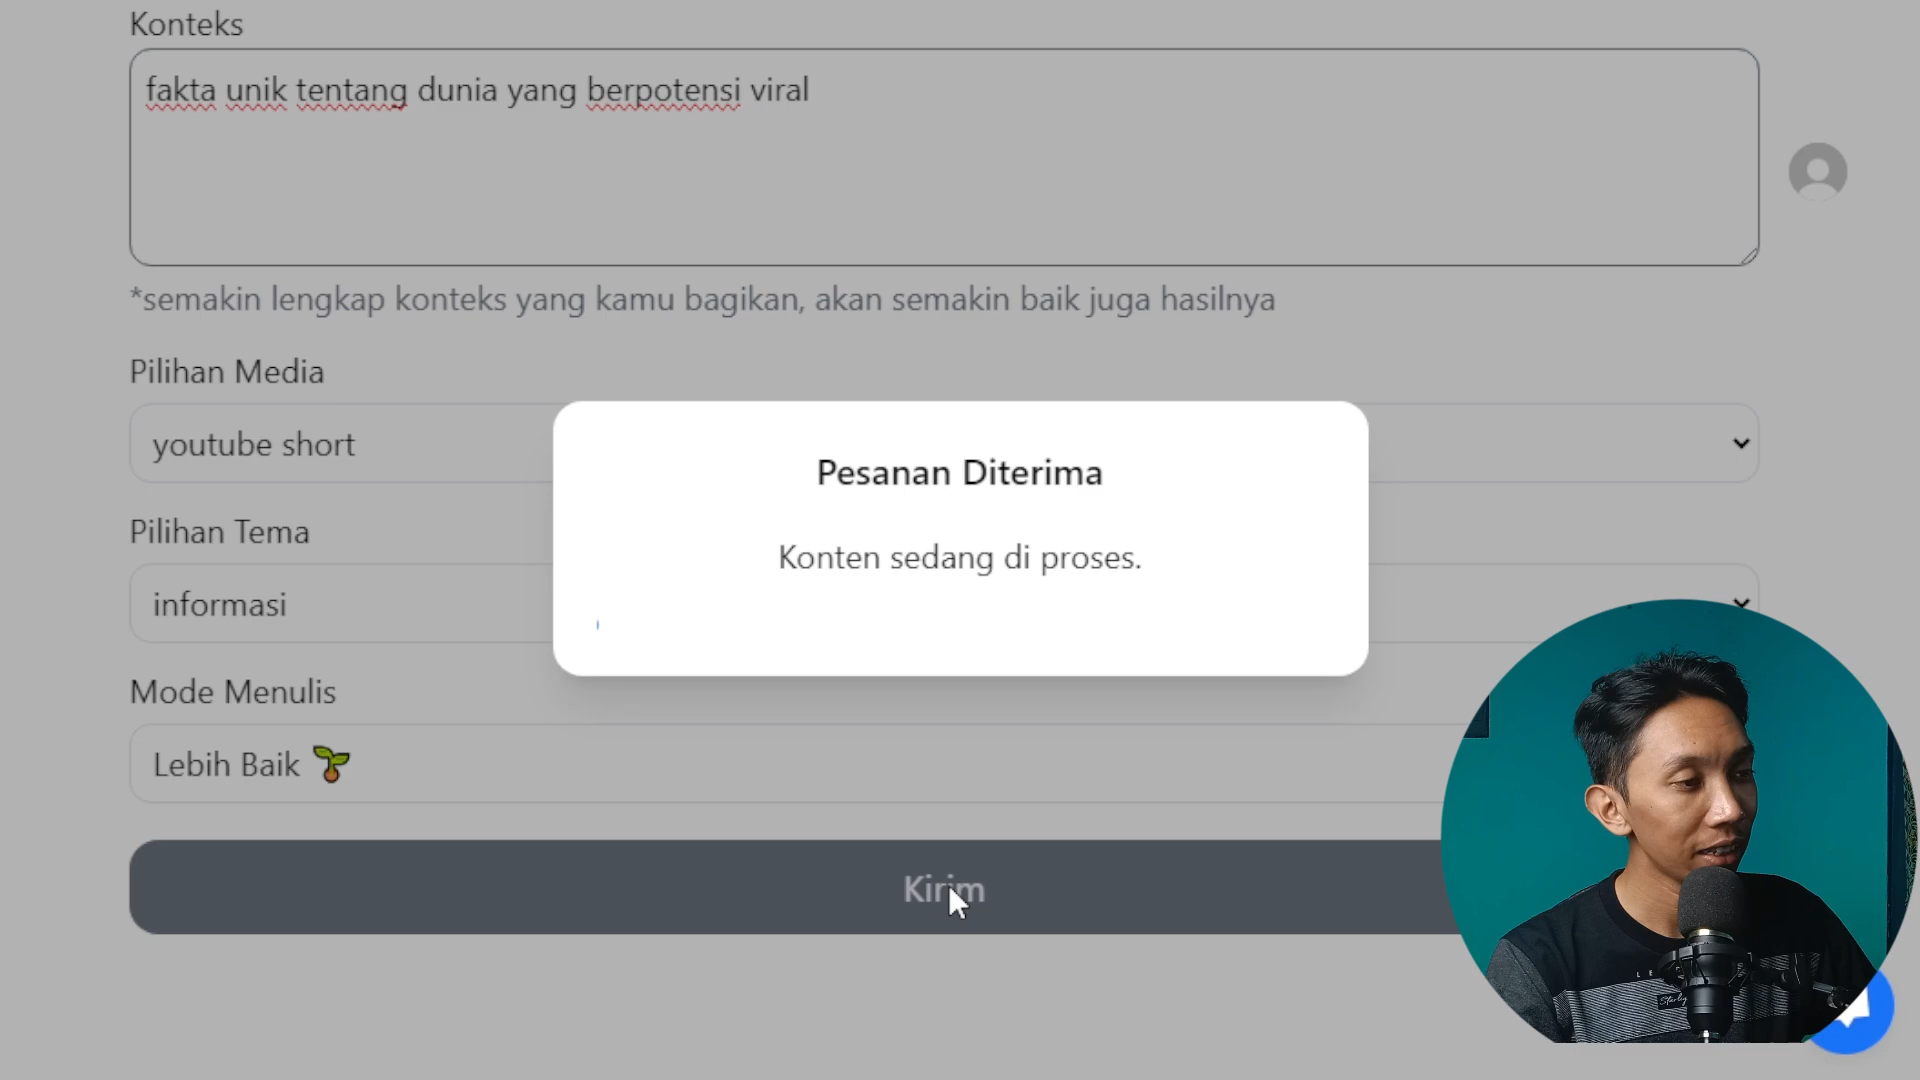 Konteks
fakta unik tentang dunia yang berpotensi viral
*semakin lengkap konteks yang kamu bagikan, akan semakin baik juga hasilnya
Pilihan Media
youtube short
Pesanan Diterima
Konten sedang di proses.
Pilihan Tema
informasi
Mode Menulis
Lebih Baik
Kirim